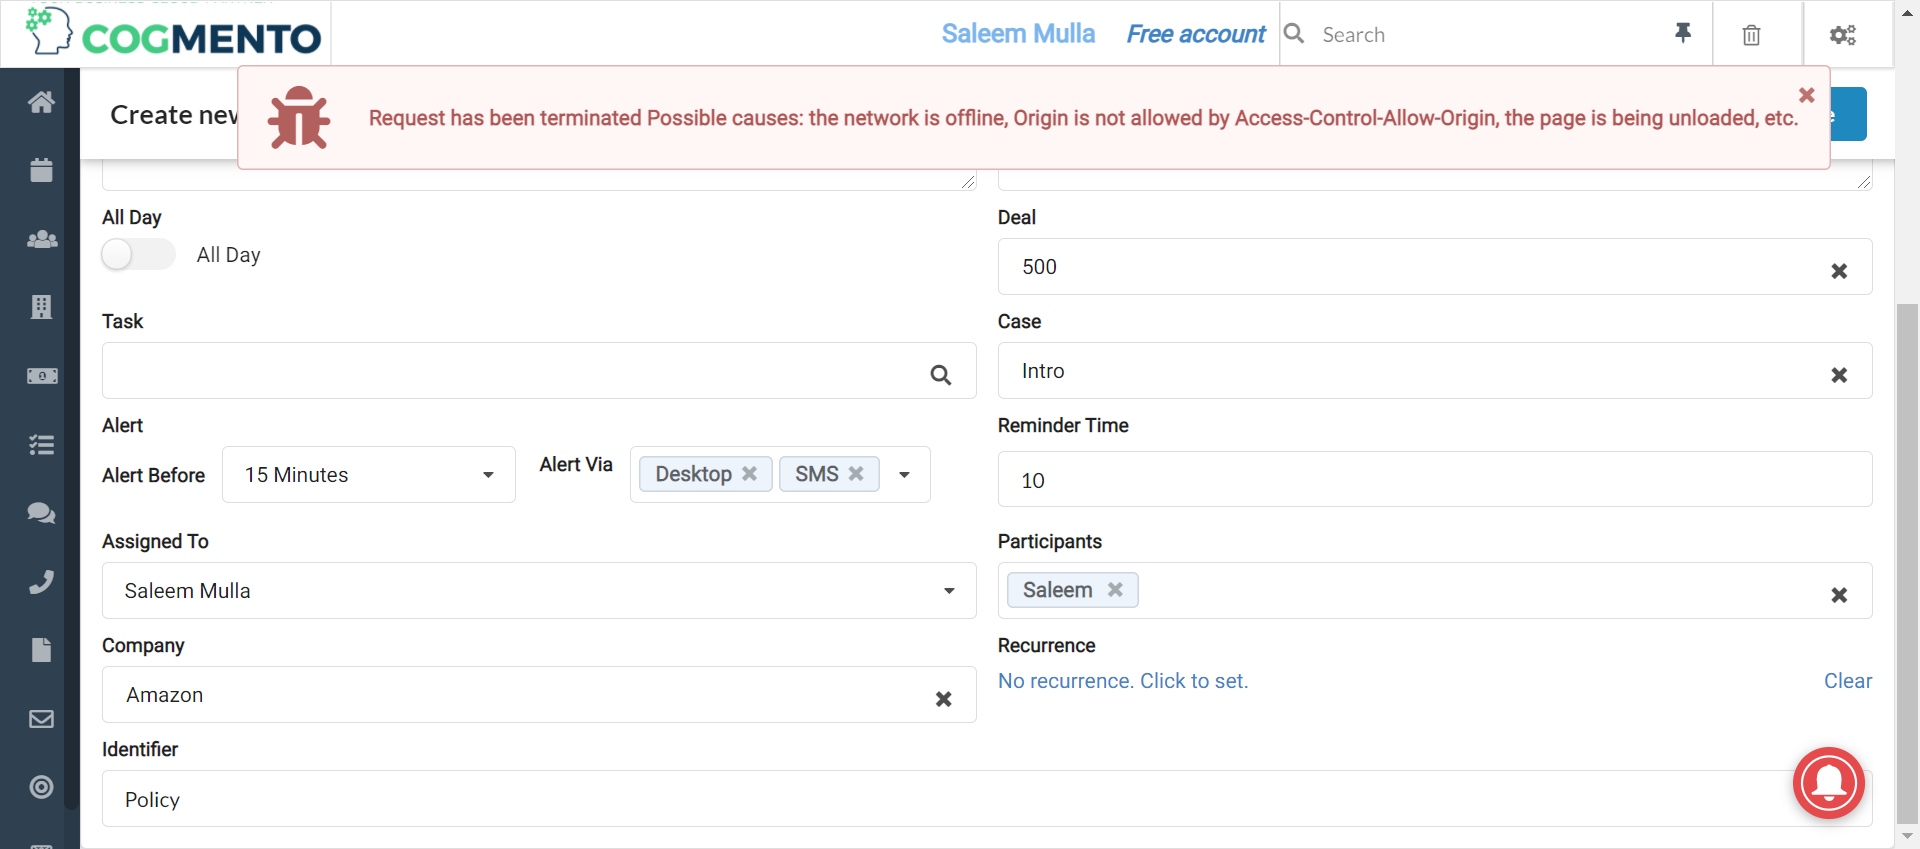 COGMENTO
Saleem Mulla
Free account
Search
Create new
Request has been terminated Possible causes: the network is offline, Origin is not allowed by Access-Control-Allow-Origin, the page is being unloaded, etc.
All Day
All Day
Deal
500
Task
Case
Intro
Alert
Alert Before
15 Minutes
Alert Via
Desktop
SMS
Reminder Time
10
Assigned To
Saleem Mulla
Participants
Saleem
Company
Amazon
Recurrence
No recurrence. Click to set.
Clear
Identifier
Policy